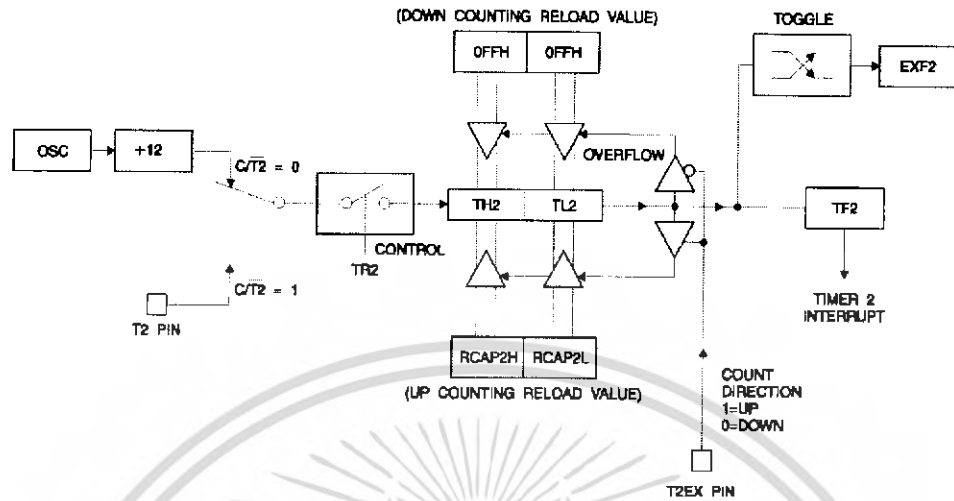 (DOWN COUNTING RELOAD VALUE)
TOGGLE
0FFH 0FFH
EXF2
OSC
+12
C/T2 = 0
OVERFLOW
TH2 TL2
TF2
CONTROL
TR2
C/T2 = 1
T2 PIN
TIMER 2
INTERRUPT
RCAP2H RCAP2L
(UP COUNTING RELOAD VALUE)
COUNT
DIRECTION
1=UP
0=DOWN
T2EX PIN